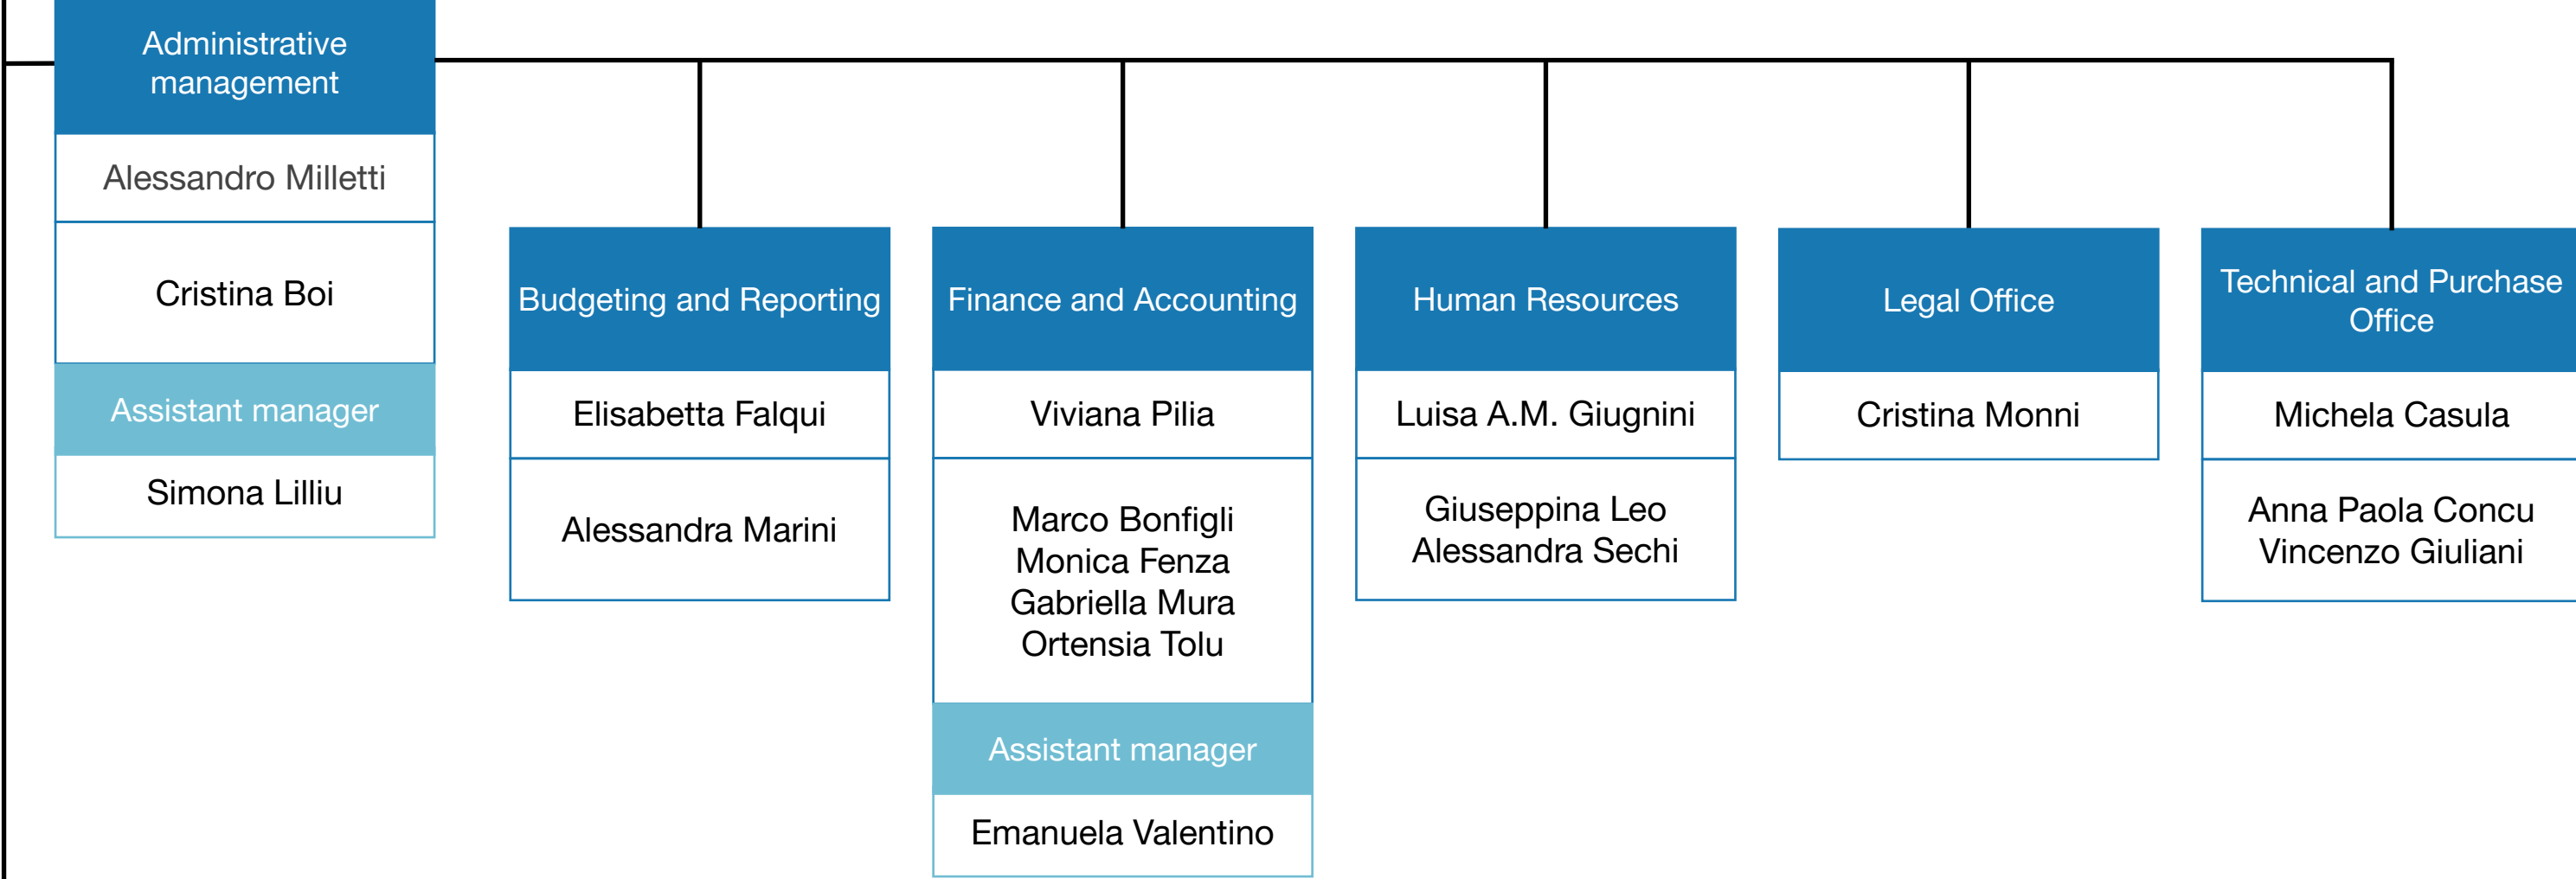 Administrative
management
Alessandro Milletti
Cristina Boi
Assistant manager
Simona Lilliu
Budgeting and Reporting
Elisabetta Falqui
Alessandra Marini
Finance and Accounting
Viviana Pilia
Marco Bonfigli
Monica Fenza
Gabriella Mura
Ortensia Tolu
Assistant manager
Emanuela Valentino
Human Resources
Luisa A.M. Giugnini
Giuseppina Leo
Alessandra Sechi
Legal Office
Cristina Monni
Technical and Purchase
Office
Michela Casula
Anna Paola Concu
Vincenzo Giuliani